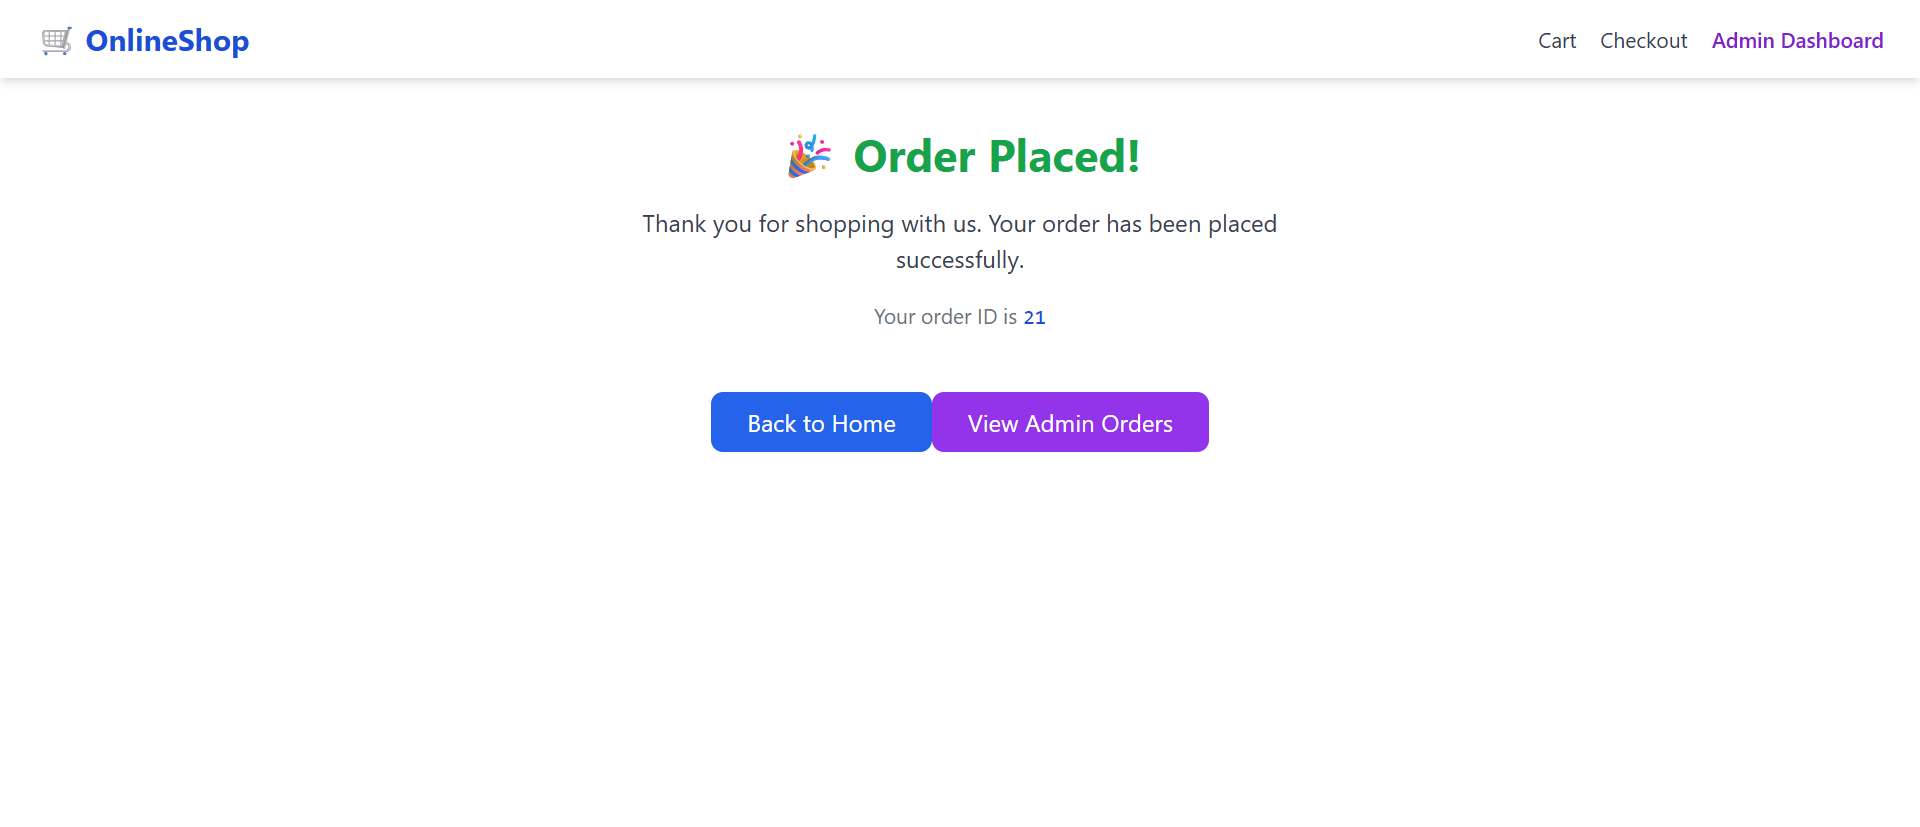 🛒 OnlineShop
Cart Checkout Admin Dashboard
🎉 Order Placed!
Thank you for shopping with us. Your order has been placed
successfully.
Your order ID is 21
Back to Home View Admin Orders